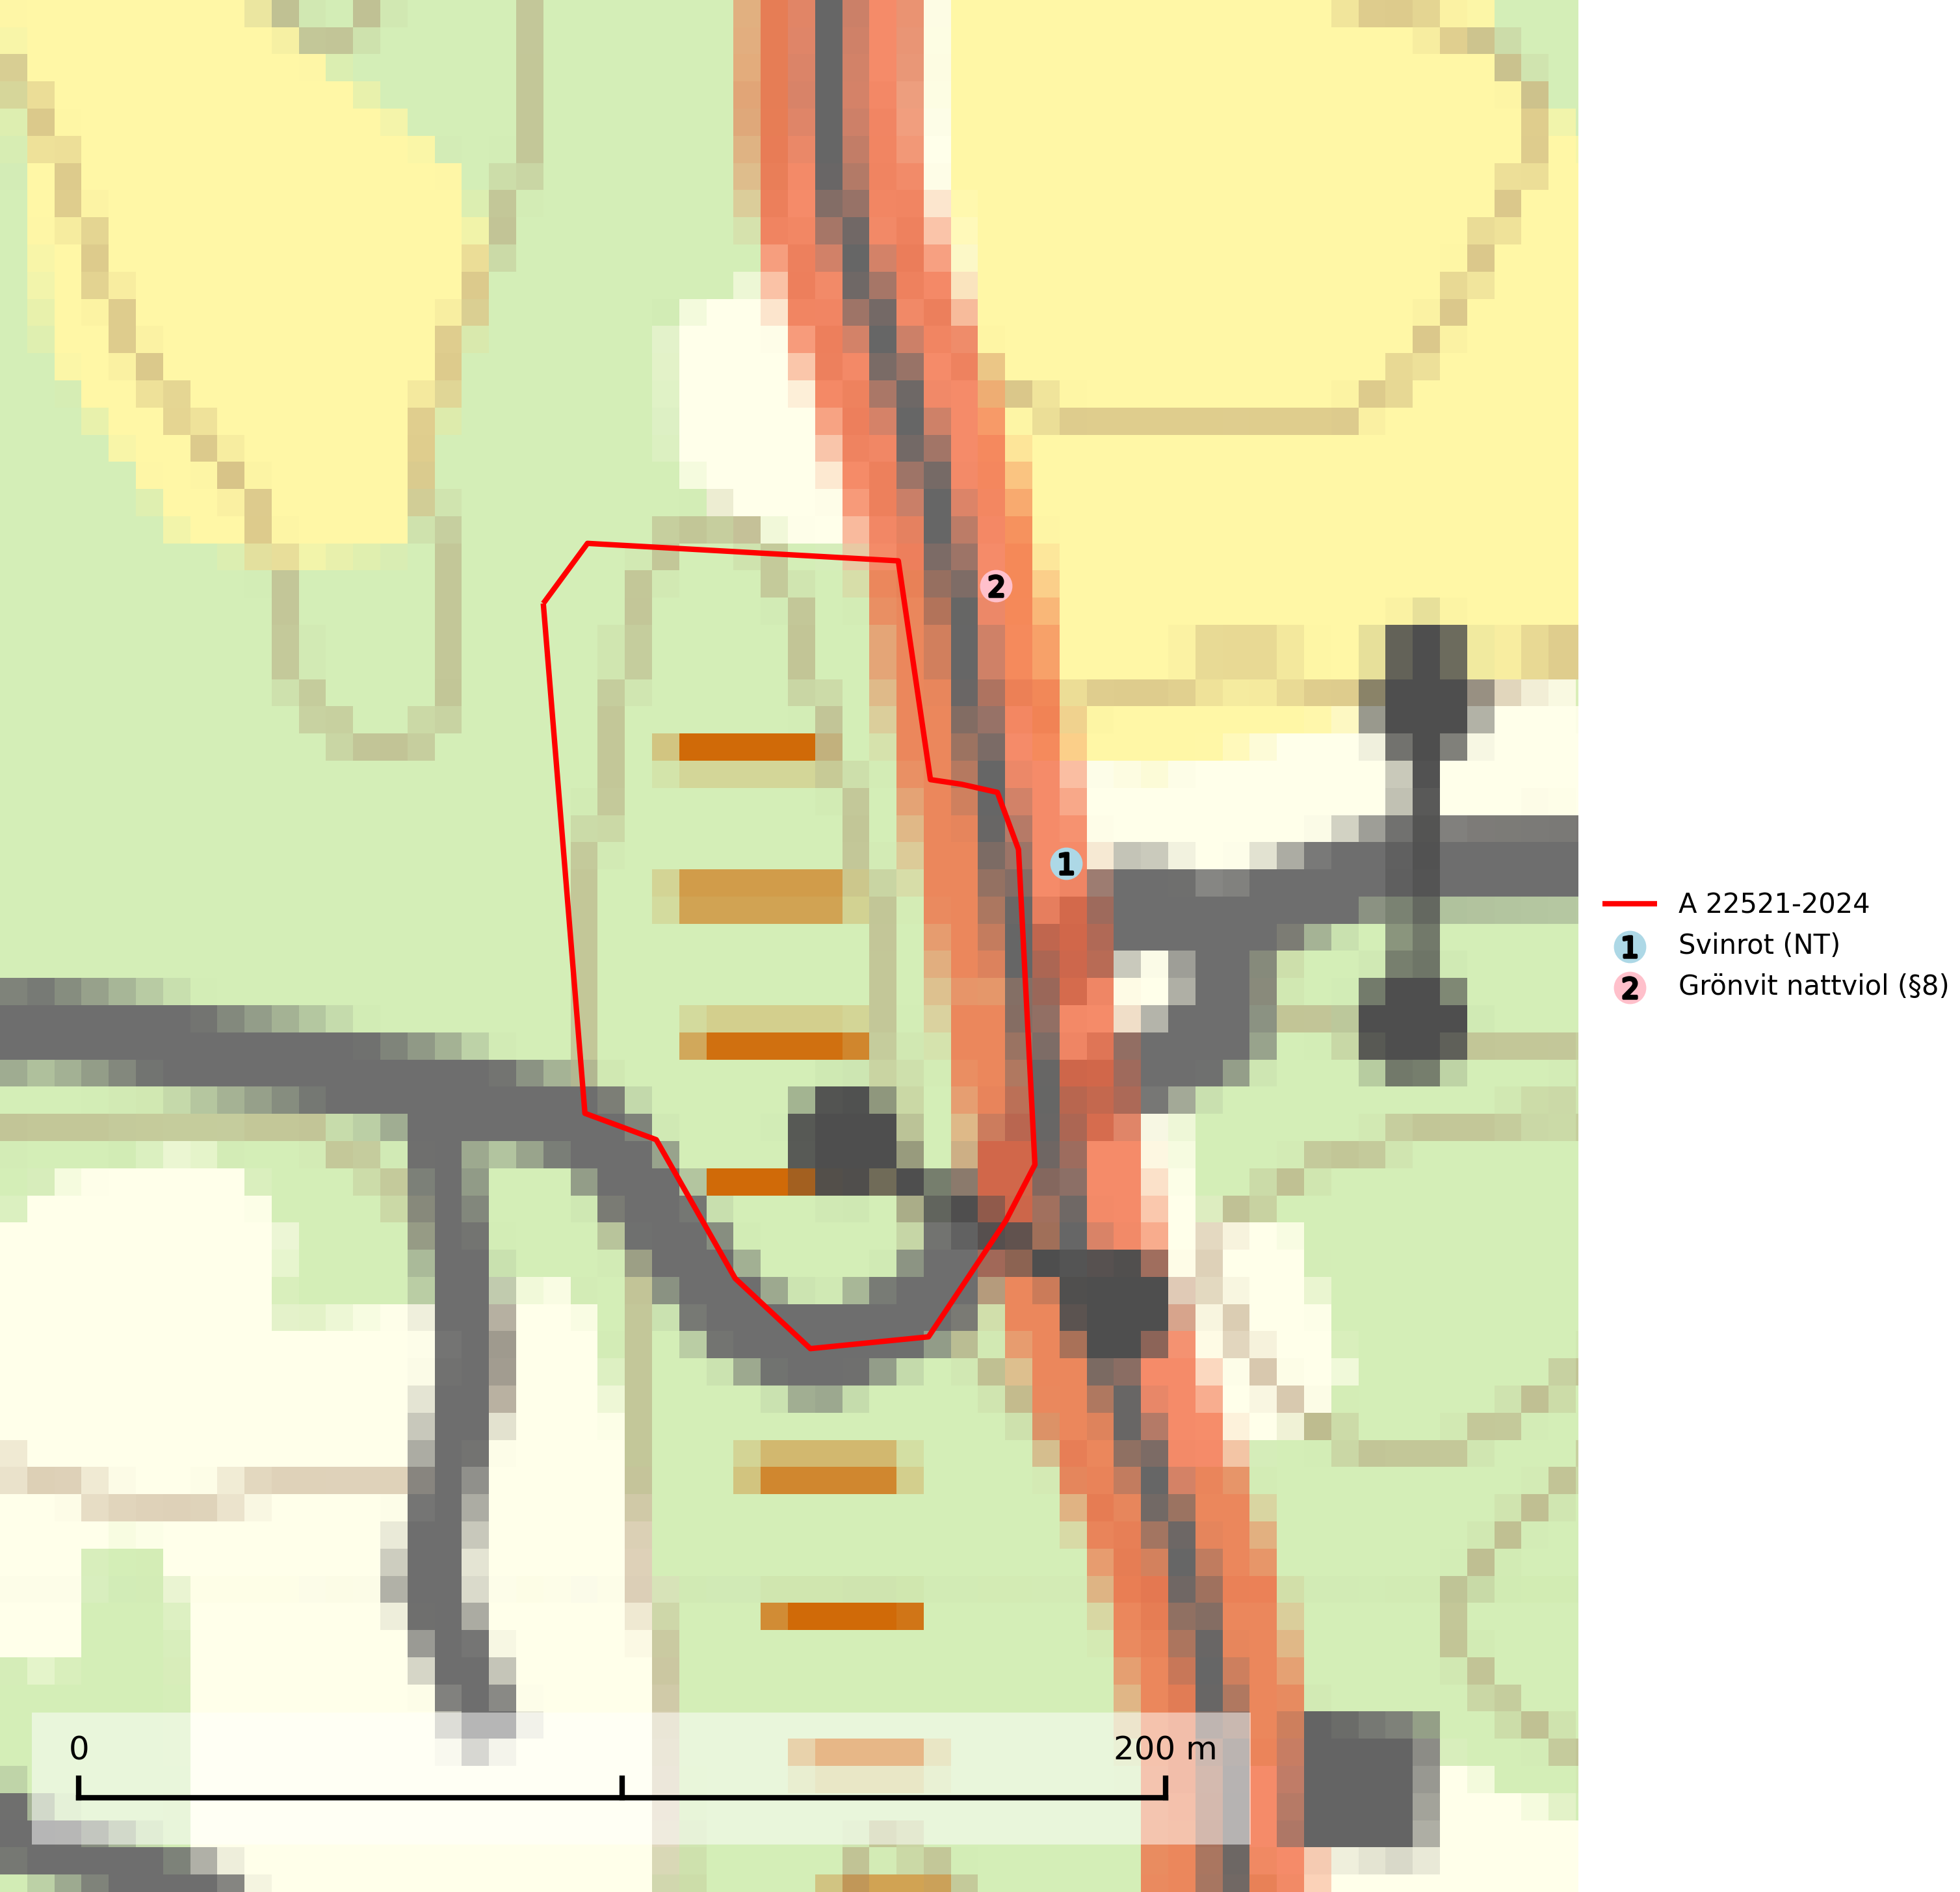 2
1
A 22521-2024
1 Svinrot (NT)
2 Grönvit nattviol (§8)
0 200 m